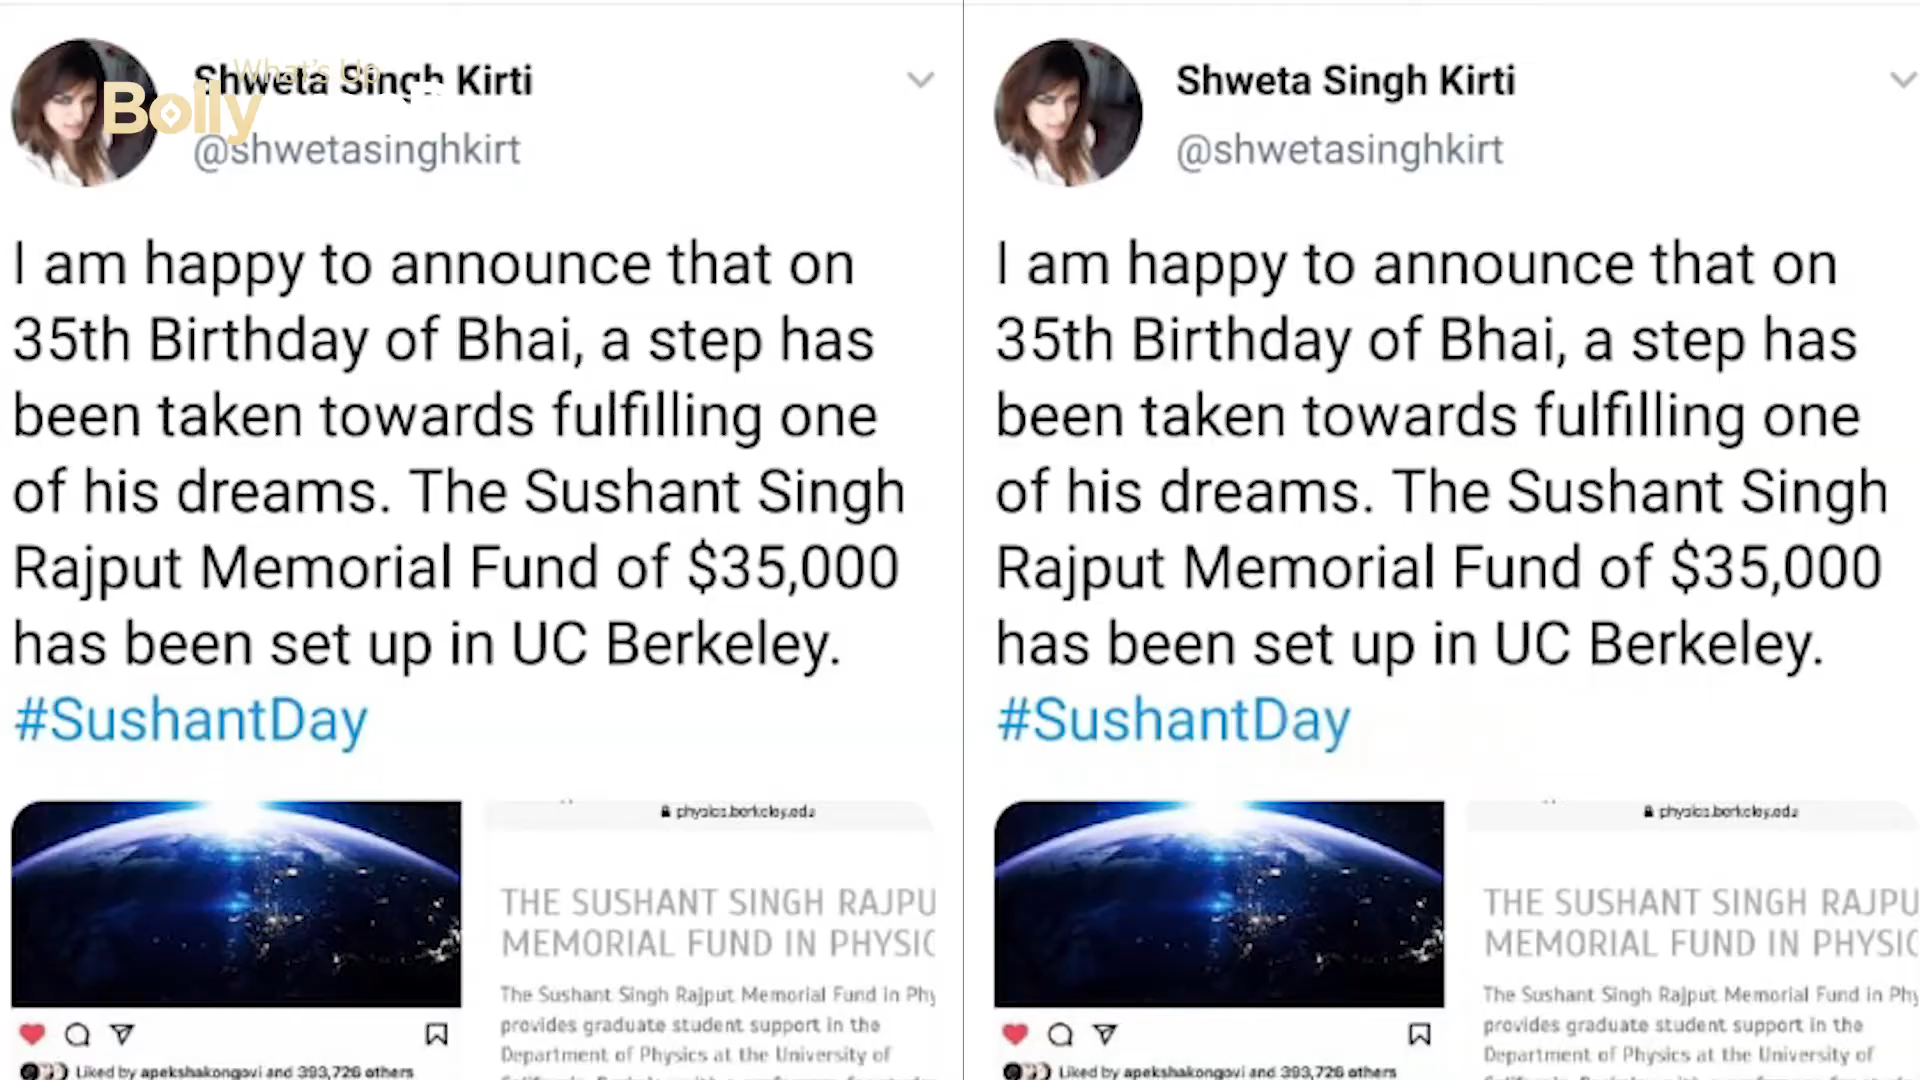 What's Up
Bolly
Shweta Singh Kirti
@shwetasinghkirt
I am happy to announce that on
35th Birthday of Bhai, a step has
been taken towards fulfilling one
of his dreams. The Sushant Singh
Rajput Memorial Fund of $35,000
has been set up in UC Berkeley.
#SushantDay
physics.berkeley.edu
THE SUSHANT SINGH RAJPU
MEMORIAL FUND IN PHYSIC
The Sushant Singh Rajput Memorial Fund in Phy
provides graduate student support in the
Department of Physics at the University of
Liked by apekshakongovi and 393,726 others
Shweta Singh Kirti
@shwetasinghkirt
I am happy to announce that on
35th Birthday of Bhai, a step has
been taken towards fulfilling one
of his dreams. The Sushant Singh
Rajput Memorial Fund of $35,000
has been set up in UC Berkeley.
#SushantDay
physics.berkeley.edu
THE SUSHANT SINGH RAJPU
MEMORIAL FUND IN PHYSIC
The Sushant Singh Rajput Memorial Fund in Phy
provides graduate student support in the
Department of Physics at the University of
Liked by apekshakongovi and 393,726 others